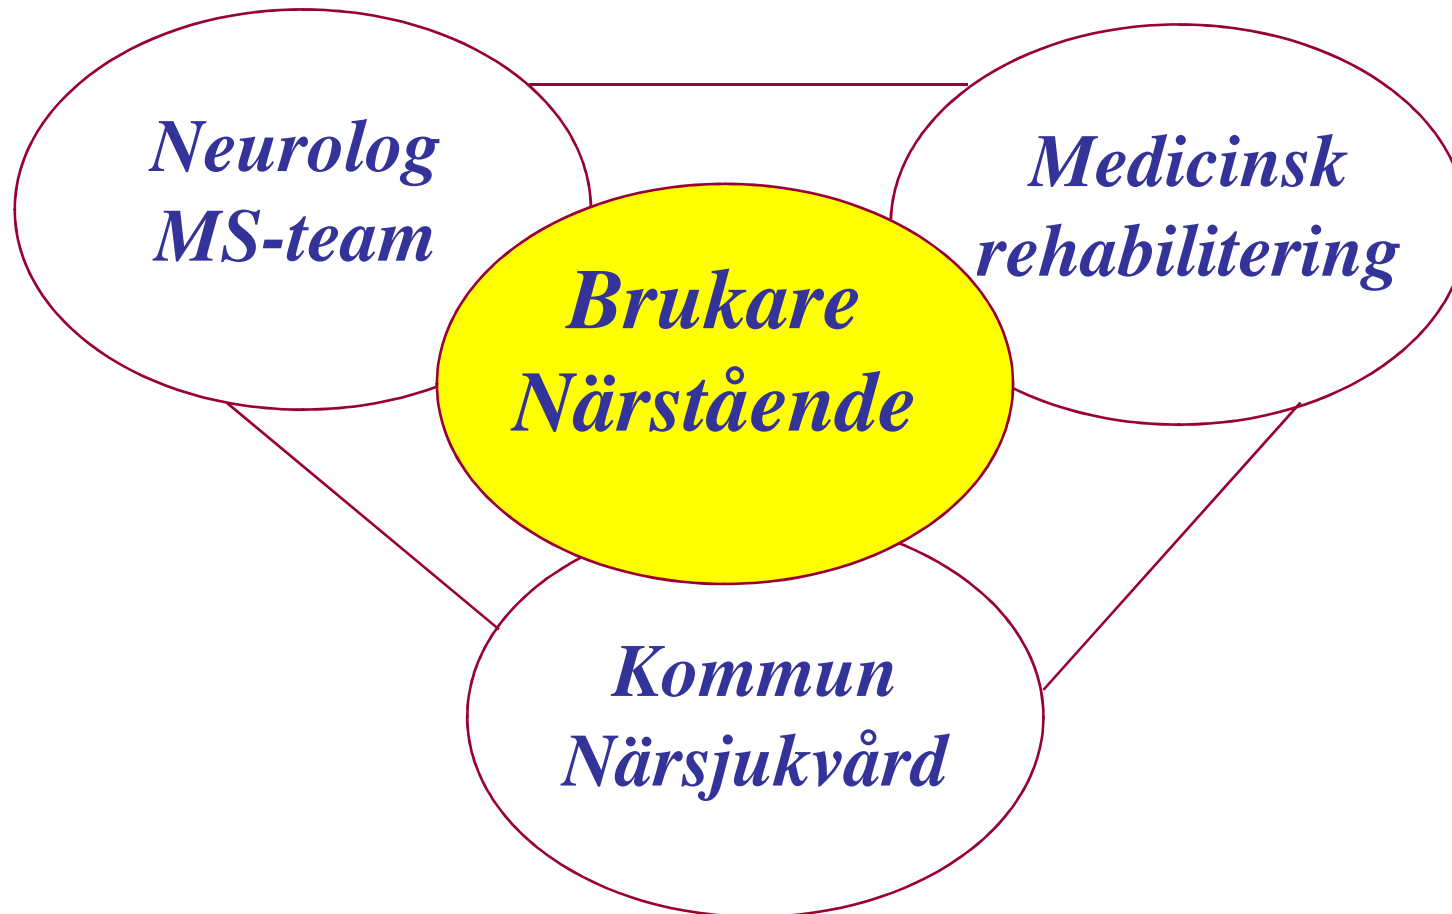 Neurolog
MS-team
Medicinsk
rehabilitering
Brukare
Närstående
Kommun
Närsjukvård